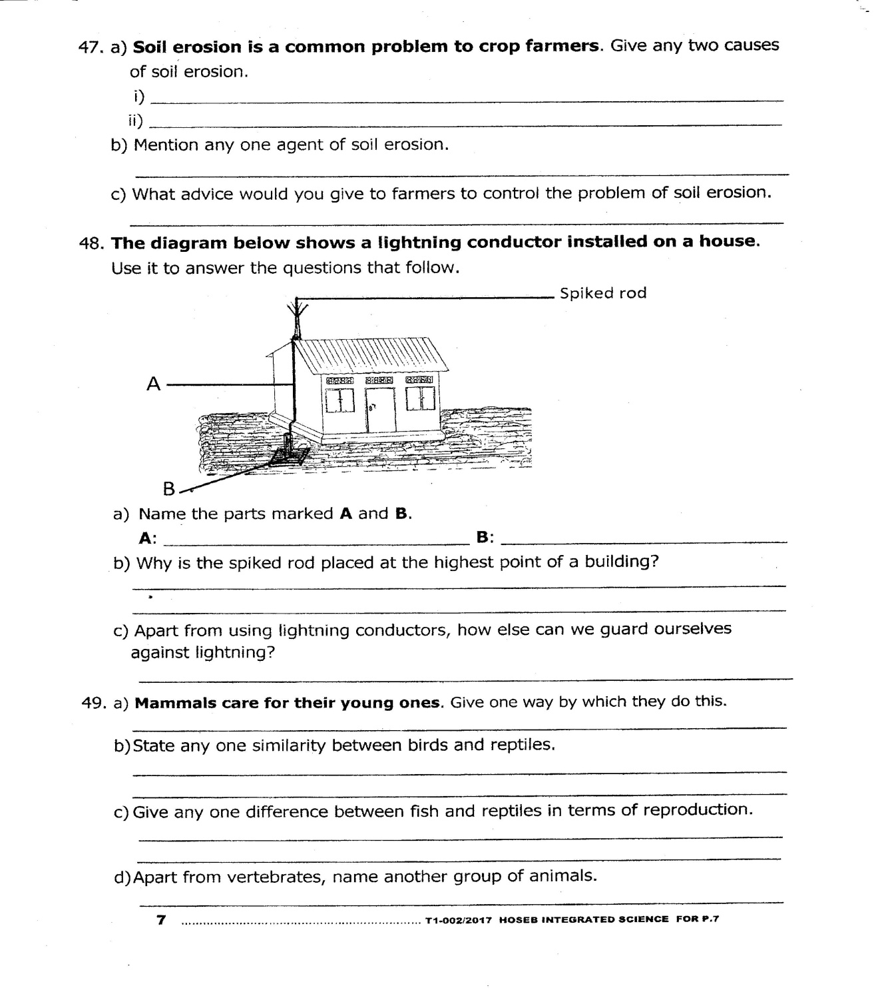 47. a) Soil erosion is a common problem to crop farmers. Give any two causes
of soil erosion.
i)
ii)
b) Mention any one agent of soil erosion.
c) What advice would you give to farmers to control the problem of soil erosion.
48. The diagram below shows a lightning conductor installed on a house.
Use it to answer the questions that follow.
Spiked rod
A
B
a) Name the parts marked A and B.
A: B:
b) Why is the spiked rod placed at the highest point of a building?
c) Apart from using lightning conductors, how else can we guard ourselves
against lightning?
49. a) Mammals care for their young ones. Give one way by which they do this.
b) State any one similarity between birds and reptiles.
c) Give any one difference between fish and reptiles in terms of reproduction.
d) Apart from vertebrates, name another group of animals.
7 ................................................................ T1-002/2017 HOSEB INTEGRATED SCIENCE FOR P.7